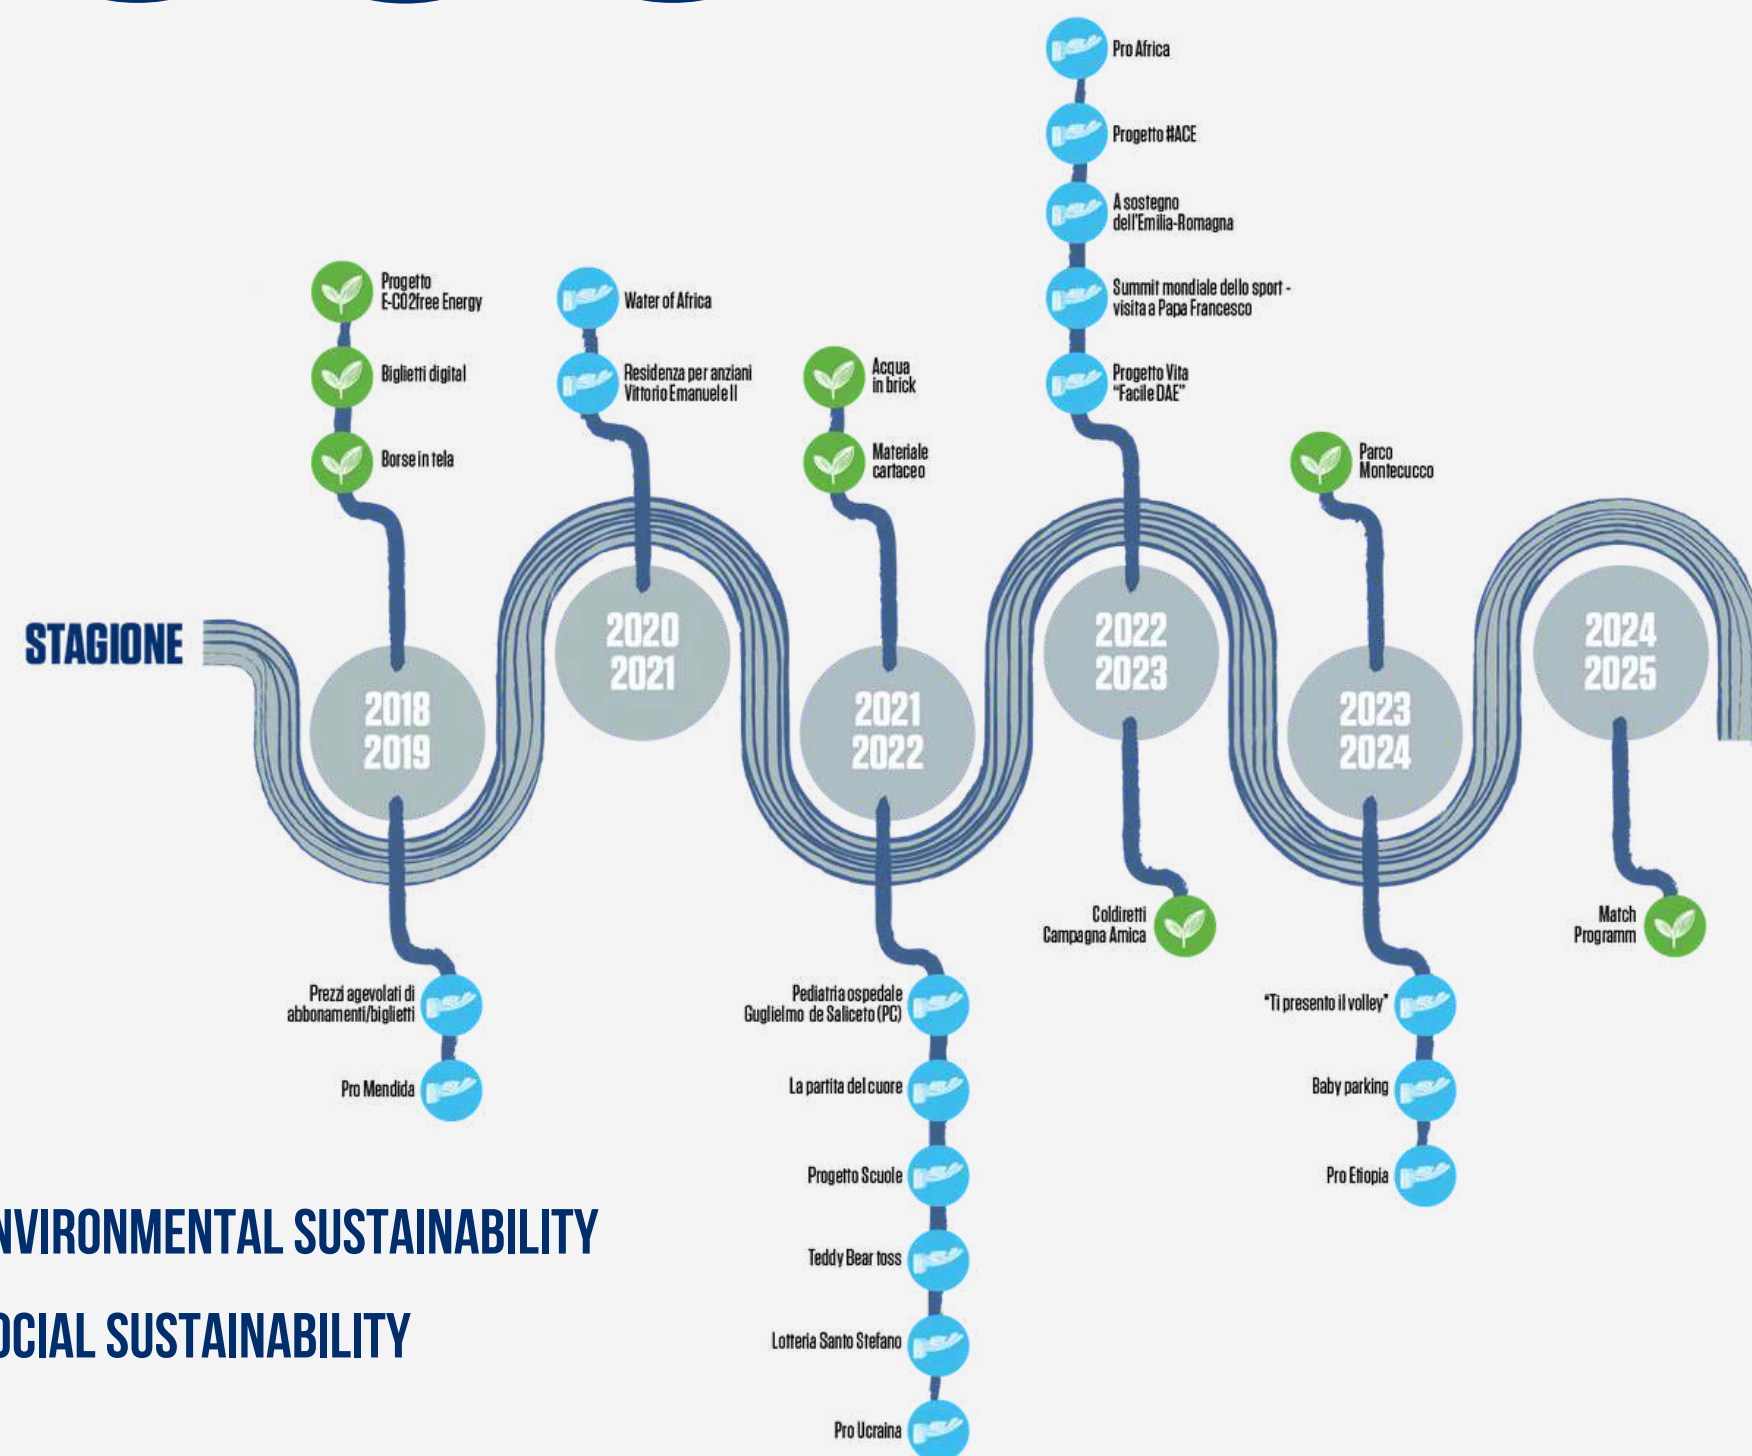 Pro Africa
Progetto #ACE
A sostegno
dell'Emilia-Romagna
Summit mondiale dello sport -
visita a Papa Francesco
Progetto Vita
"Facile DAE"
Progetto
E-CO2free Energy
Biglietti digital
Borse in tela
Water of Africa
Residenza per anziani
Vittorio Emanuele II
Acqua
in brick
Materiale
cartaceo
Parco
Montecucco
STAGIONE
2018
2019
2020
2021
2021
2022
2022
2023
2023
2024
2024
2025
Prezzi agevolati di
abbonamenti/biglietti
Pro Mendida
Pediatria ospedale
Guglielmo de Saliceto (PC)
La partita del cuore
Progetto Scuole
Teddy Bear toss
Lotteria Santo Stefano
Pro Ucraina
Coldiretti
Campagna Amica
"Ti presento il volley"
Baby parking
Pro Etiopia
Match
Programm
NVIRONMENTAL SUSTAINABILITY
OCIAL SUSTAINABILITY